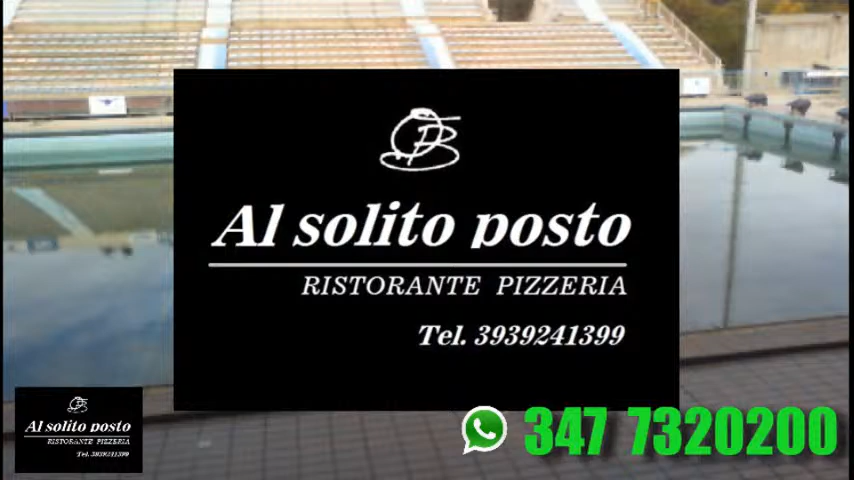 Al solito posto
RISTORANTE PIZZERIA
Tel. 3939241399
347 7320200
Al solito posto
RISTORANTE PIZZERIA
Tel. 3939241399